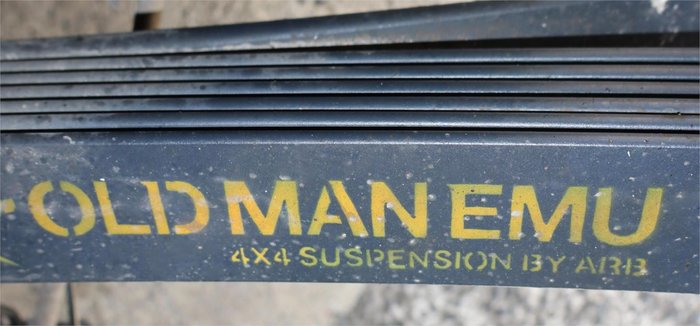 OLD MAN EMU
4X4 SUSPENSION BY ARB